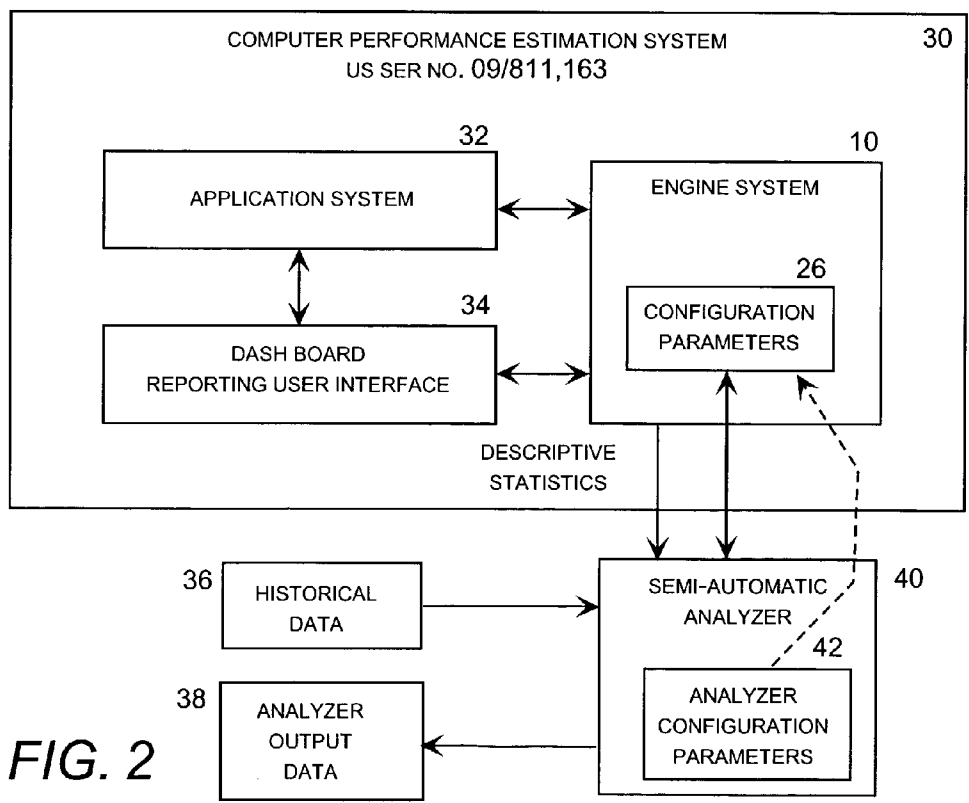 COMPUTER PERFORMANCE ESTIMATION SYSTEM
30
US SER NO. 09/811,163
32
10
APPLICATION SYSTEM
ENGINE SYSTEM
26
CONFIGURATION
PARAMETERS
34
DASH BOARD
REPORTING USER INTERFACE
DESCRIPTIVE
STATISTICS
36
HISTORICAL
DATA
SEMI-AUTOMATIC
ANALYZER
40
42
38
ANALYZER
OUTPUT
DATA
ANALYZER
CONFIGURATION
PARAMETERS
FIG. 2